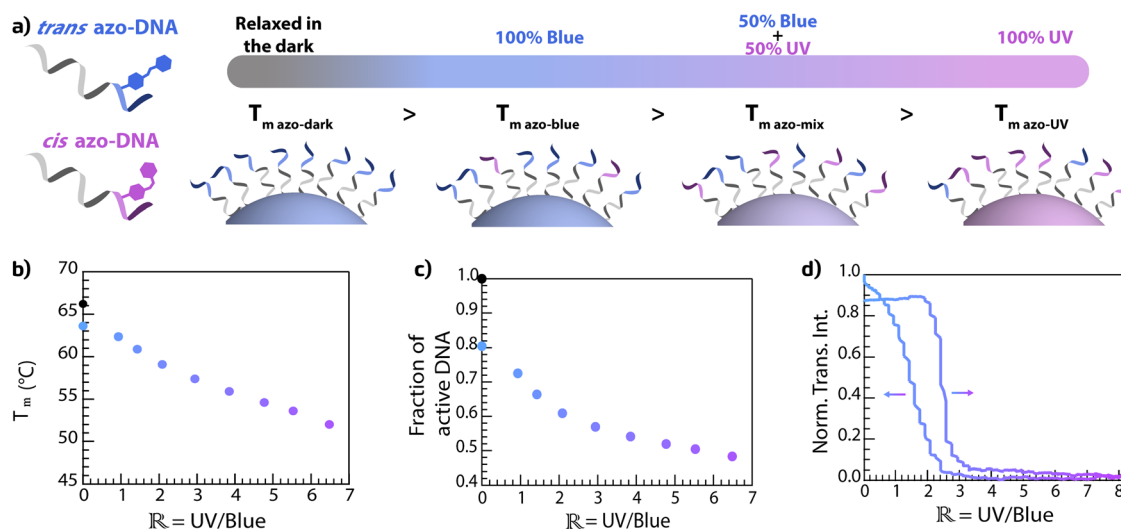 a)
trans azo-DNA
cis azo-DNA
Relaxed in
the dark
100% Blue
50% Blue
+
50% UV
100% UV
T m azo-dark > T m azo-blue > T m azo-mix > T m azo-UV
b)
70
65
60
55
50
45
T m (°C)
0 1 2 3 4 5 6 7
ℝ = UV/Blue
c)
1.0
0.9
0.8
0.7
0.6
0.5
0.4
Fraction of
active DNA
0 1 2 3 4 5 6 7
ℝ = UV/Blue
d)
1.0
0.8
0.6
0.4
0.2
0.0
Norm. Trans. Int.
0 1 2 3 4 5 6 7 8
ℝ = UV/Blue